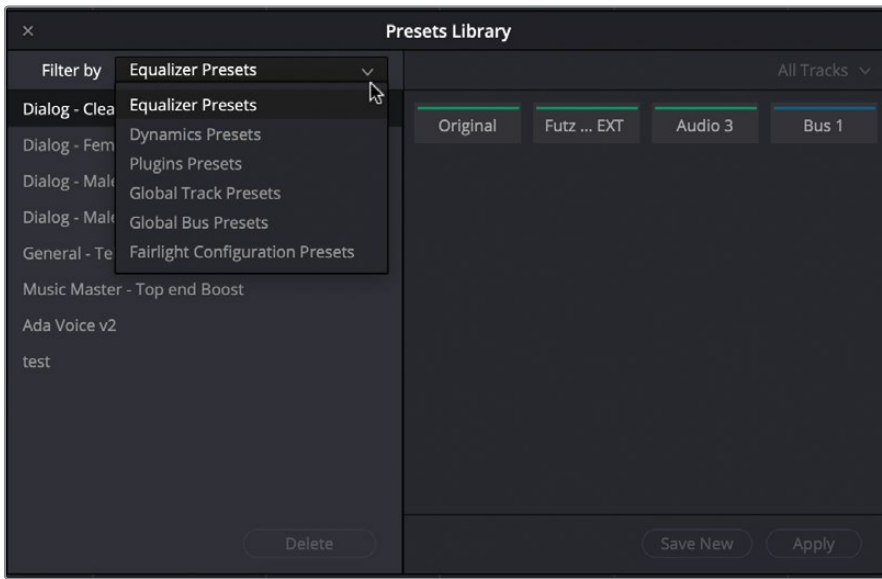 Presets Library
Filter by Equalizer Presets
All Tracks
Dialog - Clea
Dialog - Fem
Dialog - Male
Dialog - Male
General - Te
Music Master - Top end Boost
Ada Voice v2
test
Equalizer Presets
Dynamics Presets
Plugins Presets
Global Track Presets
Global Bus Presets
Fairlight Configuration Presets
Original
Futz ... EXT
Audio 3
Bus 1
Delete
Save New
Apply